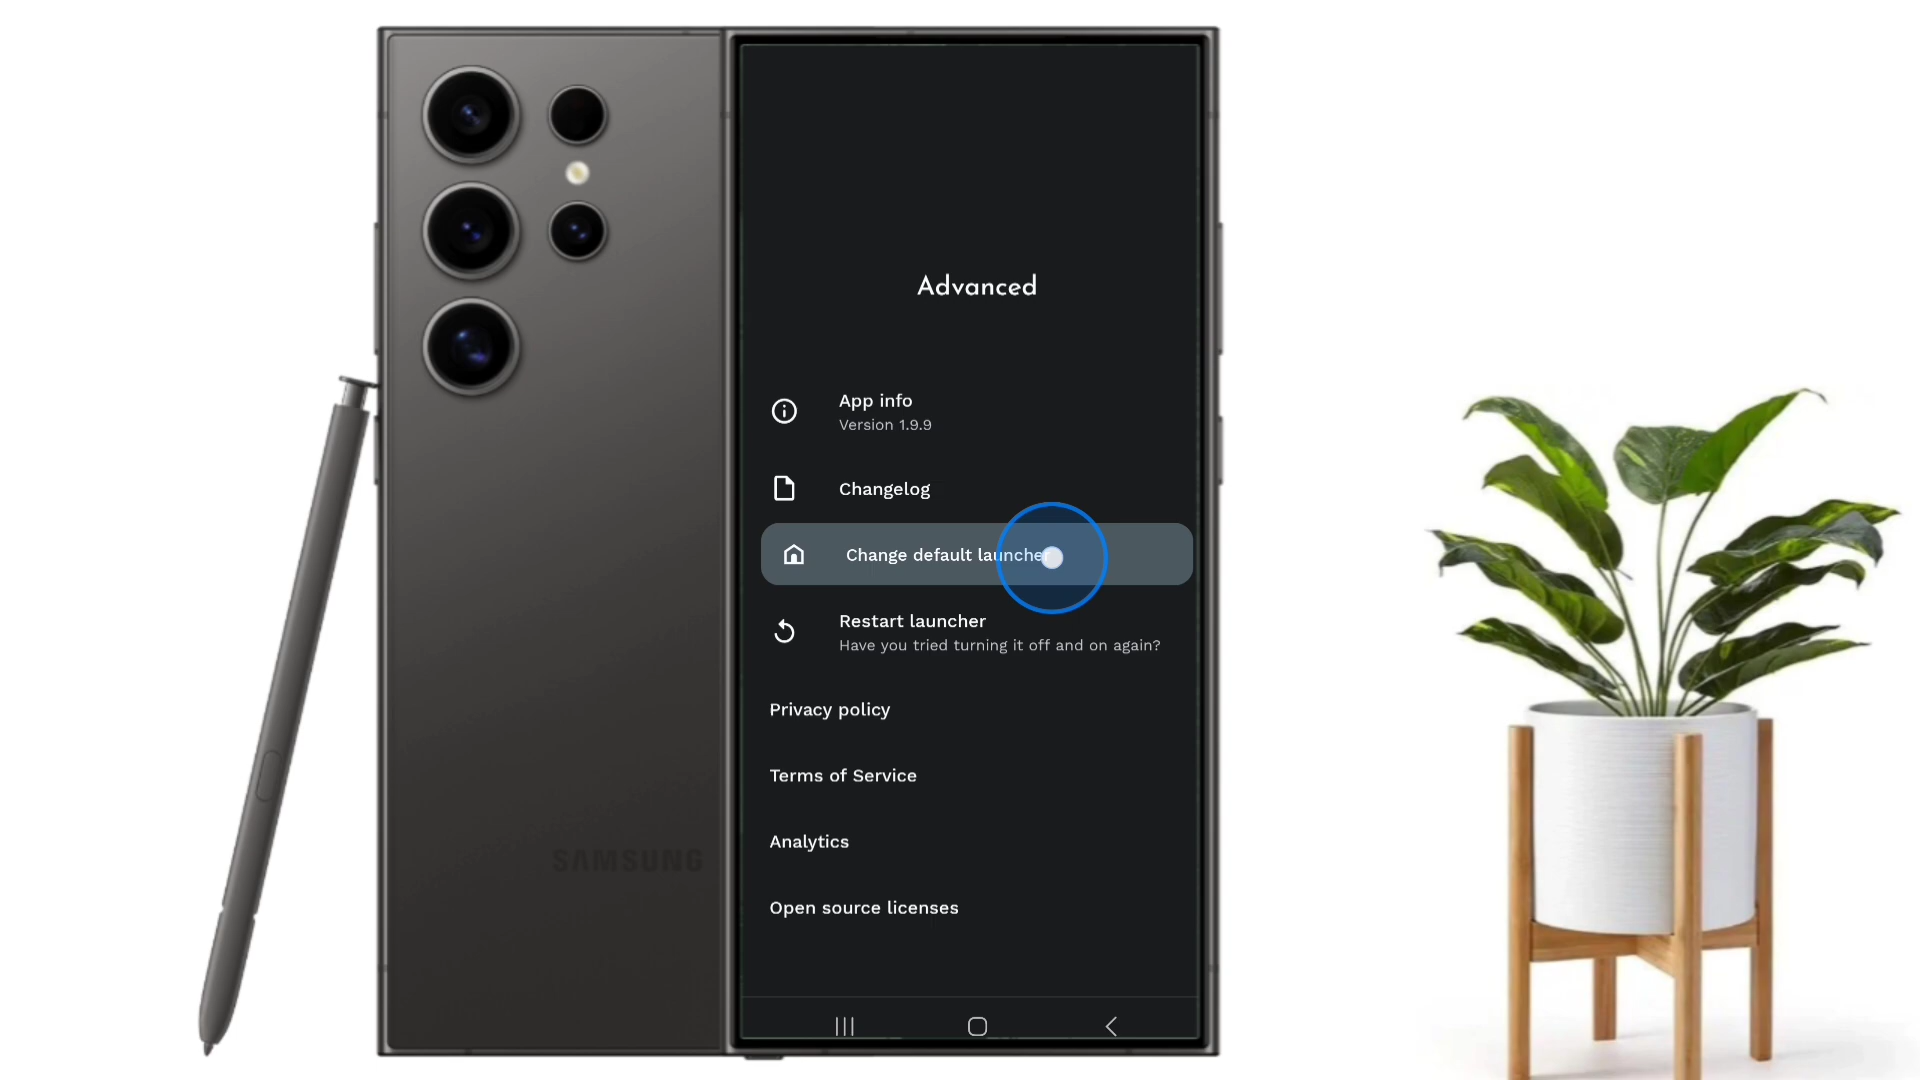 Advanced
App info
Version 1.9.9
Changelog
Change default launcher
Restart launcher
Have you tried turning it off and on again?
Privacy policy
Terms of Service
Analytics
Open source licenses
SAMSUNG